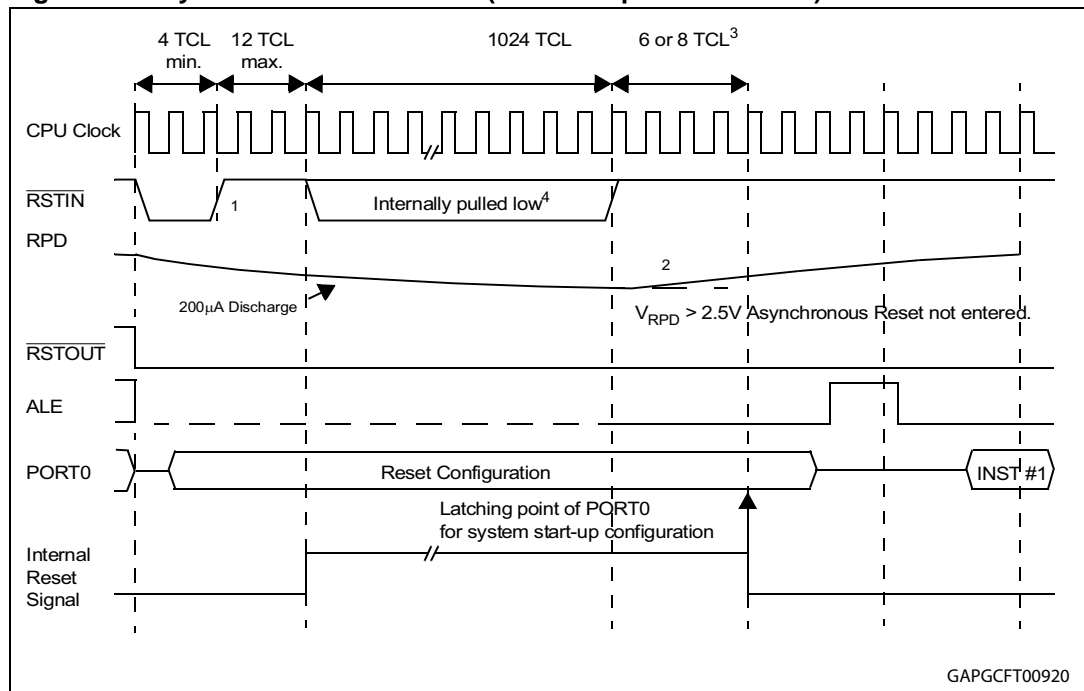 4 TCL min.
12 TCL max.
1024 TCL
6 or 8 TCL3
CPU Clock
RSTIN
1
Internally pulled low4
RPD
2
200µA Discharge
VRPD > 2.5V Asynchronous Reset not entered.
RSTOUT
ALE
PORT0
Reset Configuration
INST #1
Latching point of PORT0
for system start-up configuration
Internal
Reset
Signal
GAPGCFT00920